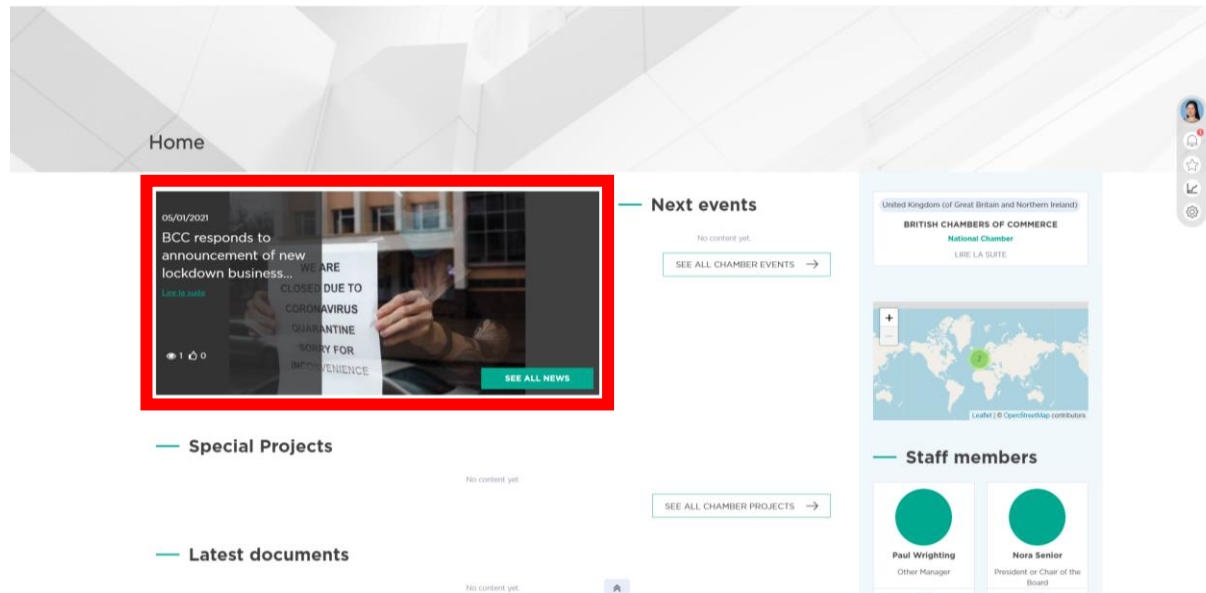 Home
05/01/2021
BCC responds to
announcement of new
lockdown business...
Lire la suite
1 0
WE ARE
CLOSED DUE TO
CORONAVIRUS
QUARANTINE
SORRY FOR
INCONVENIENCE
SEE ALL NEWS
Next events
No content yet.
SEE ALL CHAMBER EVENTS
Special Projects
No content yet.
SEE ALL CHAMBER PROJECTS
Latest documents
No content yet.
United Kingdom (of Great Britain and Northern Ireland)
BRITISH CHAMBERS OF COMMERCE
National Chamber
LIRE LA SUITE
+
−
2
Leaflet | © OpenStreetMap contributors
Staff members
Paul Wrighting
Other Manager
Nora Senior
President or Chair of the
Board